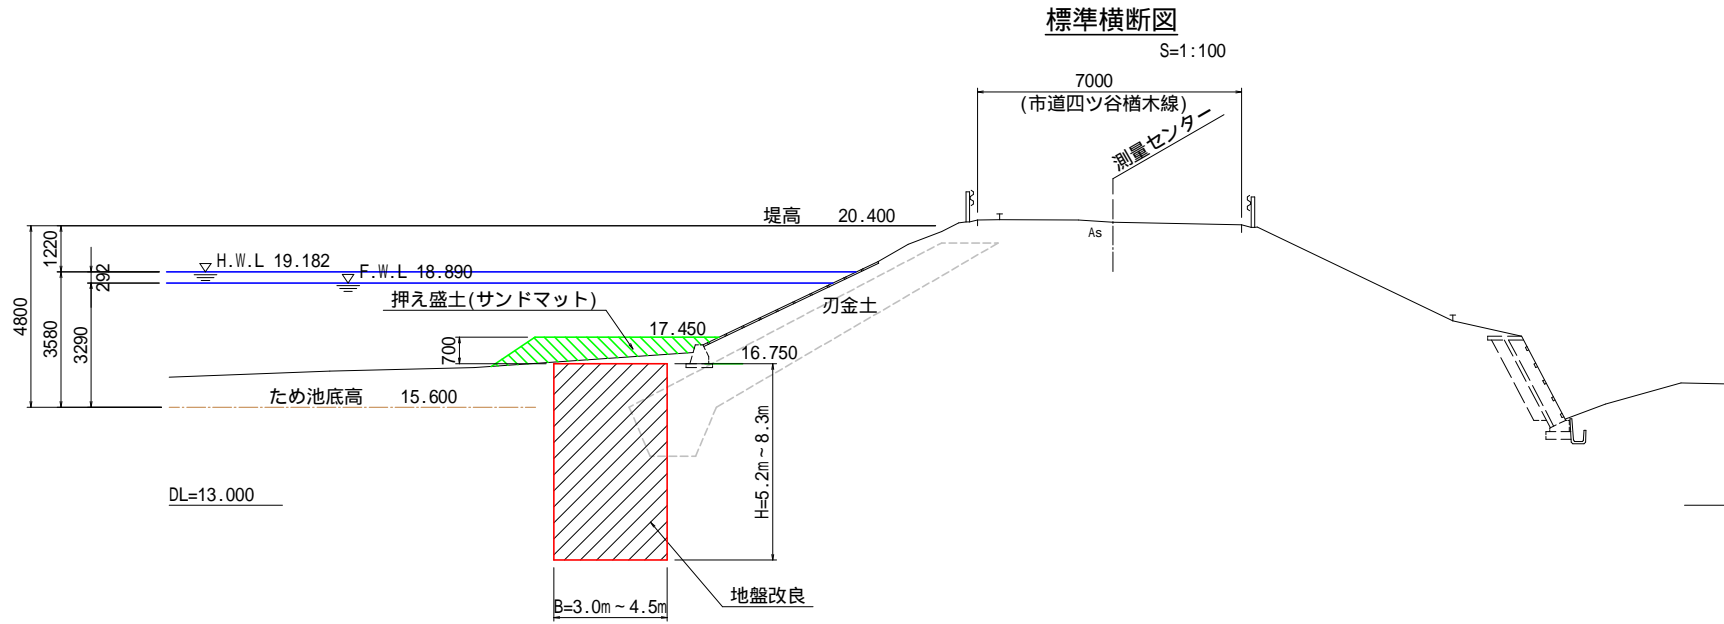 標準横断図
S=1:100
7000
(市道四ツ谷楢木線)
測量センター
堤高 20.400
As
1220
H.W.L 19.182
292
F.W.L 18.890
押え盛土(サンドマット)
刃金土
4800
3580
3290
17.450
700
16.750
ため池底高 15.600
H=5.2m~8.3m
DL=13.000
地盤改良
B=3.0m~4.5m